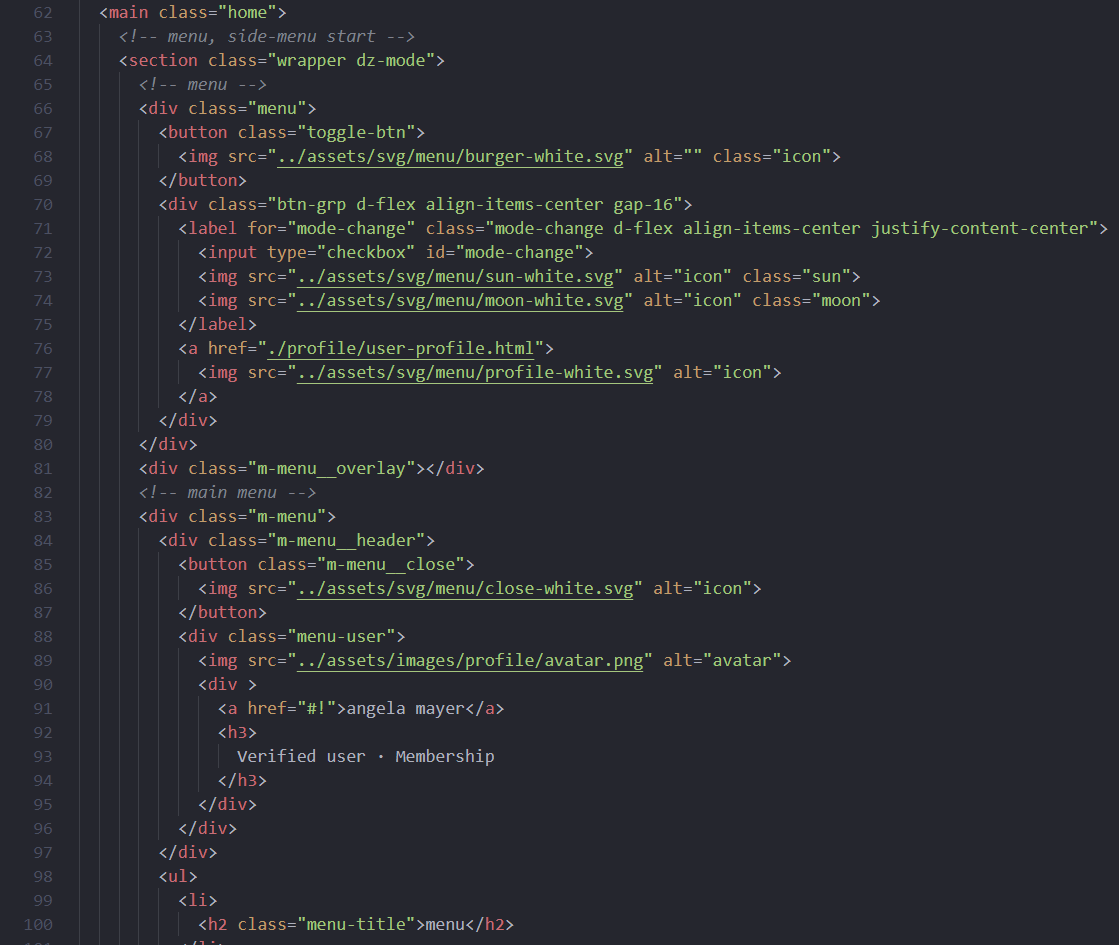 62 <main class="home">
63 <!-- menu, side-menu start -->
64 <section class="wrapper dz-mode">
65 <!-- menu -->
66 <div class="menu">
67 <button class="toggle-btn">
68 <img src="../assets/svg/menu/burger-white.svg" alt="" class="icon">
69 </button>
70 <div class="btn-grp d-flex align-items-center gap-16">
71 <label for="mode-change" class="mode-change d-flex align-items-center justify-content-center">
72 <input type="checkbox" id="mode-change">
73 <img src="../assets/svg/menu/sun-white.svg" alt="icon" class="sun">
74 <img src="../assets/svg/menu/moon-white.svg" alt="icon" class="moon">
75 </label>
76 <a href="./profile/user-profile.html">
77 <img src="../assets/svg/menu/profile-white.svg" alt="icon">
78 </a>
79 </div>
80 </div>
81 <div class="m-menu__overlay"></div>
82 <!-- main menu -->
83 <div class="m-menu">
84 <div class="m-menu__header">
85 <button class="m-menu__close">
86 <img src="../assets/svg/menu/close-white.svg" alt="icon">
87 </button>
88 <div class="menu-user">
89 <img src="../assets/images/profile/avatar.png" alt="avatar">
90 <div >
91 <a href="#!">angela mayer</a>
92 <h3>
93 Verified user · Membership
94 </h3>
95 </div>
96 </div>
97 </div>
98 <ul>
99 <li>
100 <h2 class="menu-title">menu</h2>